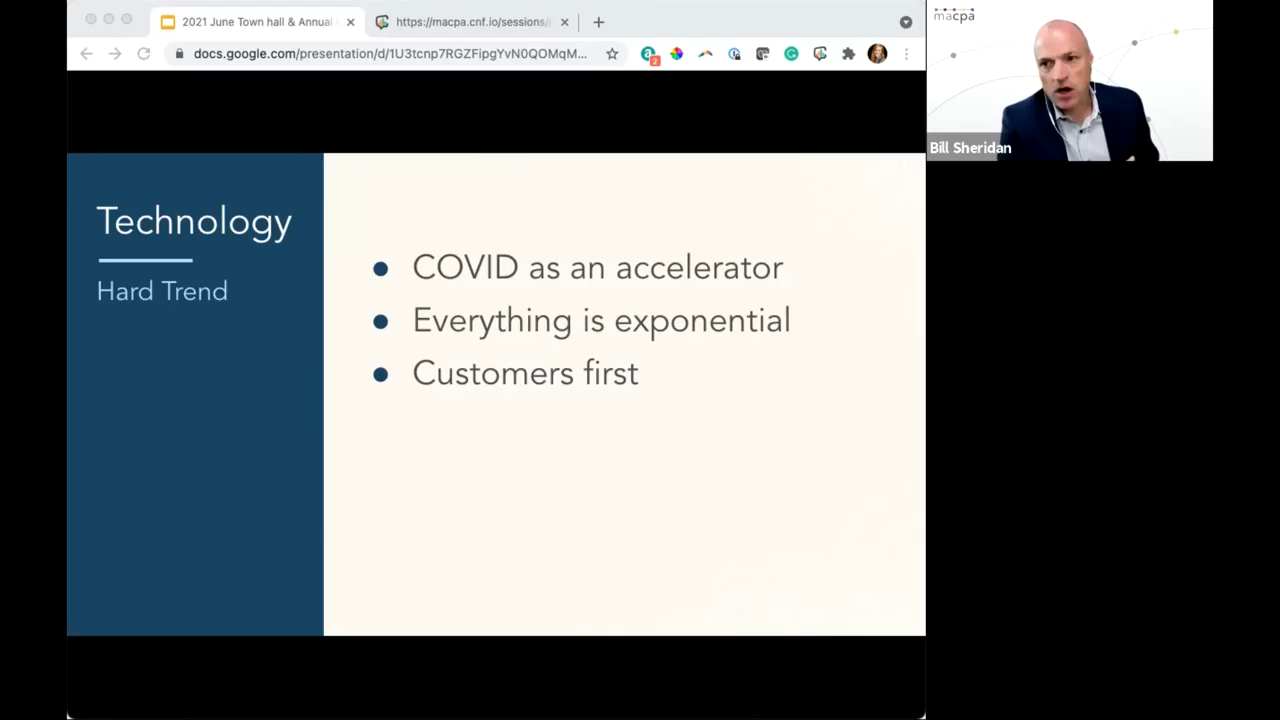 2021 June Town hall & Annual
https://macpa.cnf.io/sessions/
docs.google.com/presentation/d/1U3tcnp7RGZFipgYvN0QOMqM...
2
macpa
Bill Sheridan
Technology
Hard Trend
COVID as an accelerator
Everything is exponential
Customers first